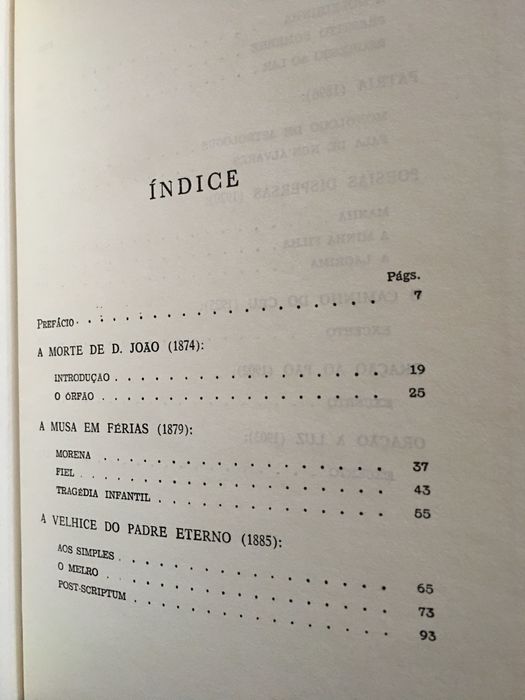 ÍNDICE
Págs.
PREFÁCIO . . . . . . . . . . . . . . . . 7
A MORTE DE D. JOÃO (1874):
INTRODUÇÃO . . . . . . . . . . . . . . . 19
O ÓRFÃO . . . . . . . . . . . . . . . . 25
A MUSA EM FÉRIAS (1879):
MORENA . . . . . . . . . . . . . . . . 37
FIEL . . . . . . . . . . . . . . . . . 43
TRAGÉDIA INFANTIL . . . . . . . . . . . . 55
A VELHICE DO PADRE ETERNO (1885):
AOS SIMPLES . . . . . . . . . . . . . . 65
O MELRO . . . . . . . . . . . . . . . . 73
POST-SCRIPTUM . . . . . . . . . . . . . 93